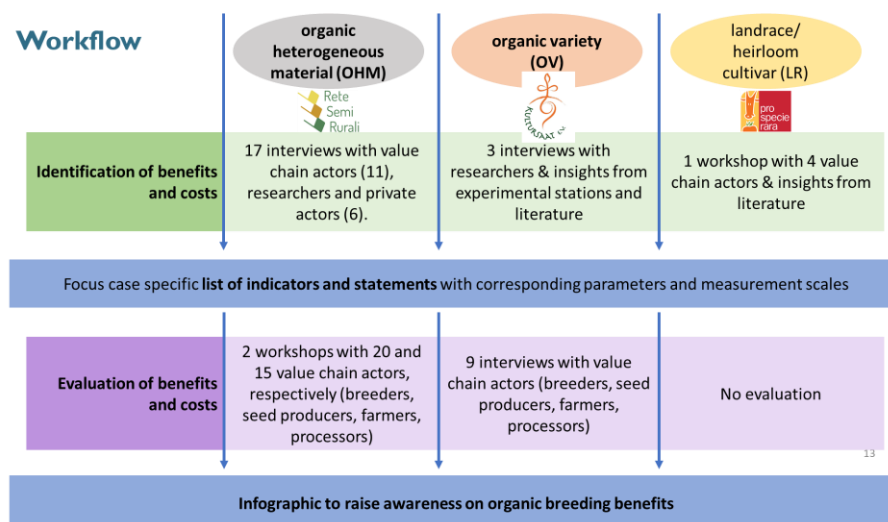 Workflow
organic
heterogeneous
material (OHM)
organic variety
(OV)
landrace/
heirloom
cultivar (LR)
Rete
Semi
Rurali
KULTURSAAT e.V.
pro
specie
rara
Identification of benefits
and costs
17 interviews with value
chain actors (11),
researchers and private
actors (6).
3 interviews with
researchers & insights from
experimental stations and
literature
1 workshop with 4 value
chain actors & insights from
literature
Focus case specific list of indicators and statements with corresponding parameters and measurement scales
Evaluation of benefits
and costs
2 workshops with 20 and
15 value chain actors,
respectively (breeders,
seed producers, farmers,
processors)
9 interviews with value
chain actors (breeders, seed
producers, farmers,
processors)
No evaluation
13
Infographic to raise awareness on organic breeding benefits